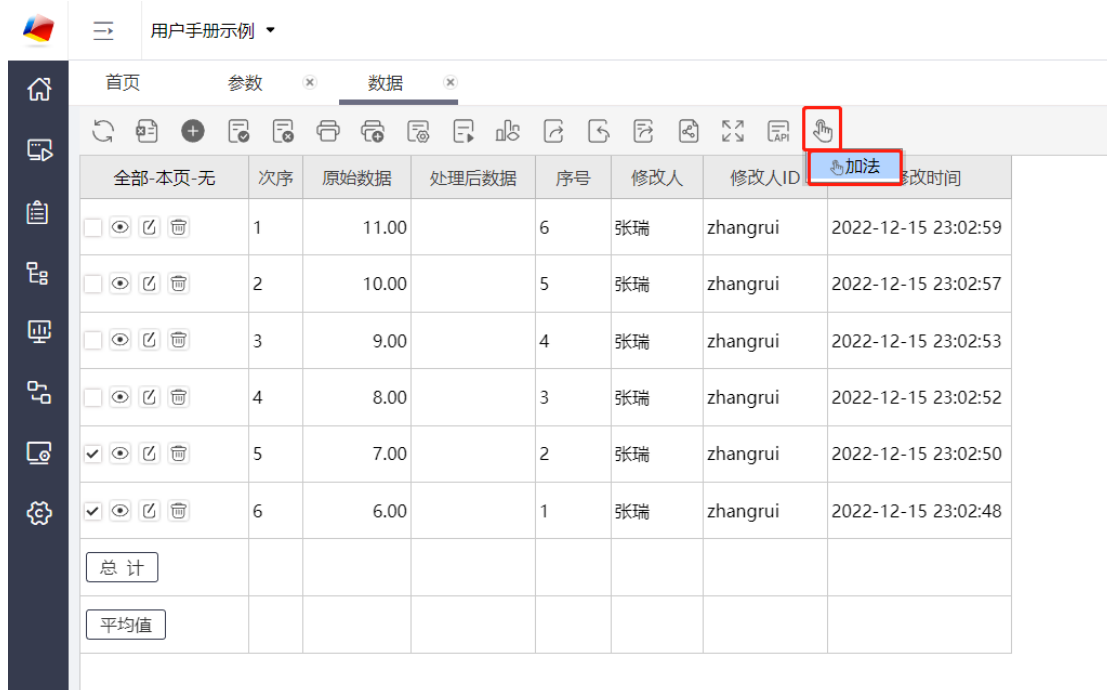 用户手册示例
首页 参数 数据
API
加法
全部-本页-无 次序 原始数据 处理后数据 序号 修改人 修改人ID 修改时间
1 11.00 6 张瑞 zhangrui 2022-12-15 23:02:59
2 10.00 5 张瑞 zhangrui 2022-12-15 23:02:57
3 9.00 4 张瑞 zhangrui 2022-12-15 23:02:53
4 8.00 3 张瑞 zhangrui 2022-12-15 23:02:52
5 7.00 2 张瑞 zhangrui 2022-12-15 23:02:50
6 6.00 1 张瑞 zhangrui 2022-12-15 23:02:48
总 计
平均值